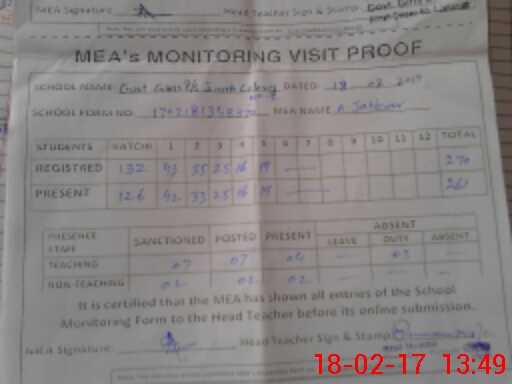 MEA Signature Head Teacher Sign & Stamp
MEA's MONITORING VISIT PROOF
SCHOOL NAME: Govt Girls P/S Colony DATED: 18-02-2017
SCHOOL FORM NO. MEA NAME A. Jabbar
STUDENTS KATCHI 1 2 3 4 5 6 7 8 9 10 11 12 TOTAL
REGISTRED 132 43 35 25 16 19 — 270
PRESENT 126 42 33 25 16 19 — 261
PRESENCE STAFF SANCTIONED POSTED PRESENT ABSENT
LEAVE DUTY ABSENT
TEACHING 07 07 04 — 03 —
NON-TEACHING 02 02 02 — — —
It is certified that the MEA has shown all entries of the School
Monitoring Form to the Head Teacher before its online submission.
MEA Signature Head Teacher Sign & Stamp
18-02-17 13:49